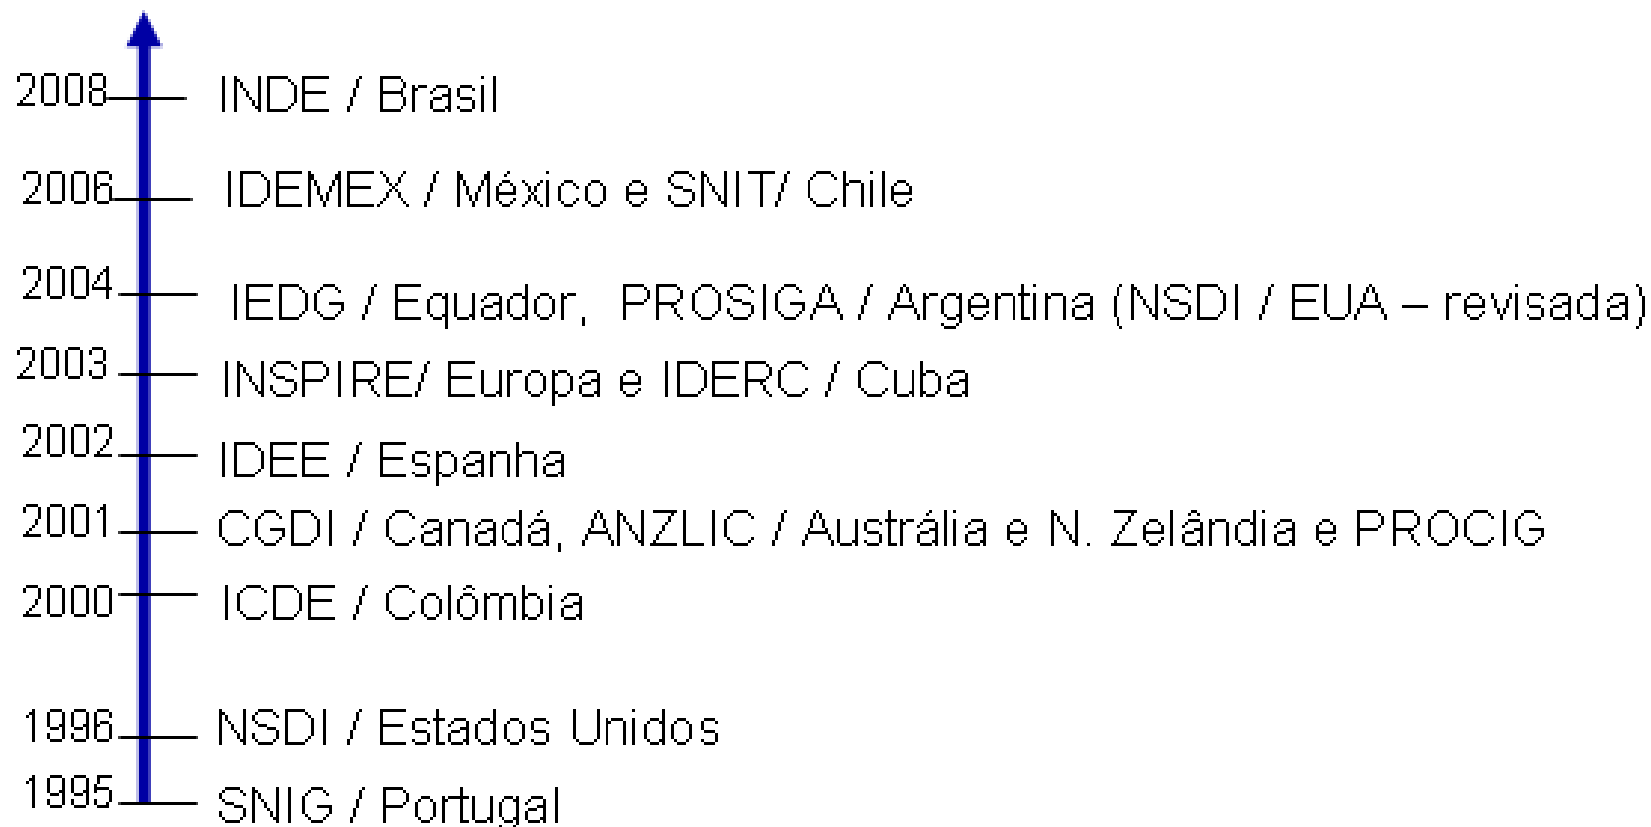 2008 INDE / Brasil
2006 IDEMEX / México e SNIT/ Chile
2004 IEDG / Equador, PROSIGA / Argentina (NSDI / EUA – revisada)
2003 INSPIRE/ Europa e IDERC / Cuba
2002 IDEE / Espanha
2001 CGDI / Canadá, ANZLIC / Austrália e N. Zelândia e PROCIG
2000 ICDE / Colômbia
1996 NSDI / Estados Unidos
1995 SNIG / Portugal